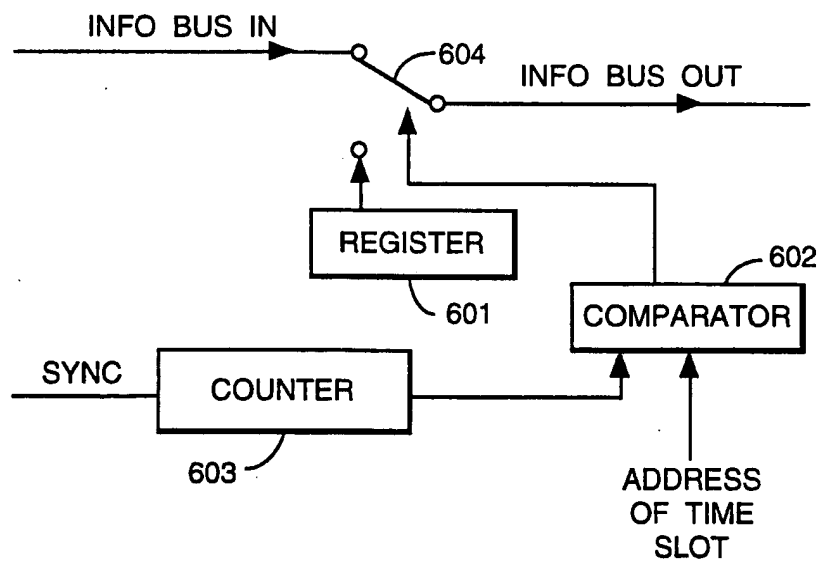 INFO BUS IN
604
INFO BUS OUT
REGISTER
601
602
COMPARATOR
SYNC
COUNTER
603
ADDRESS
OF TIME
SLOT